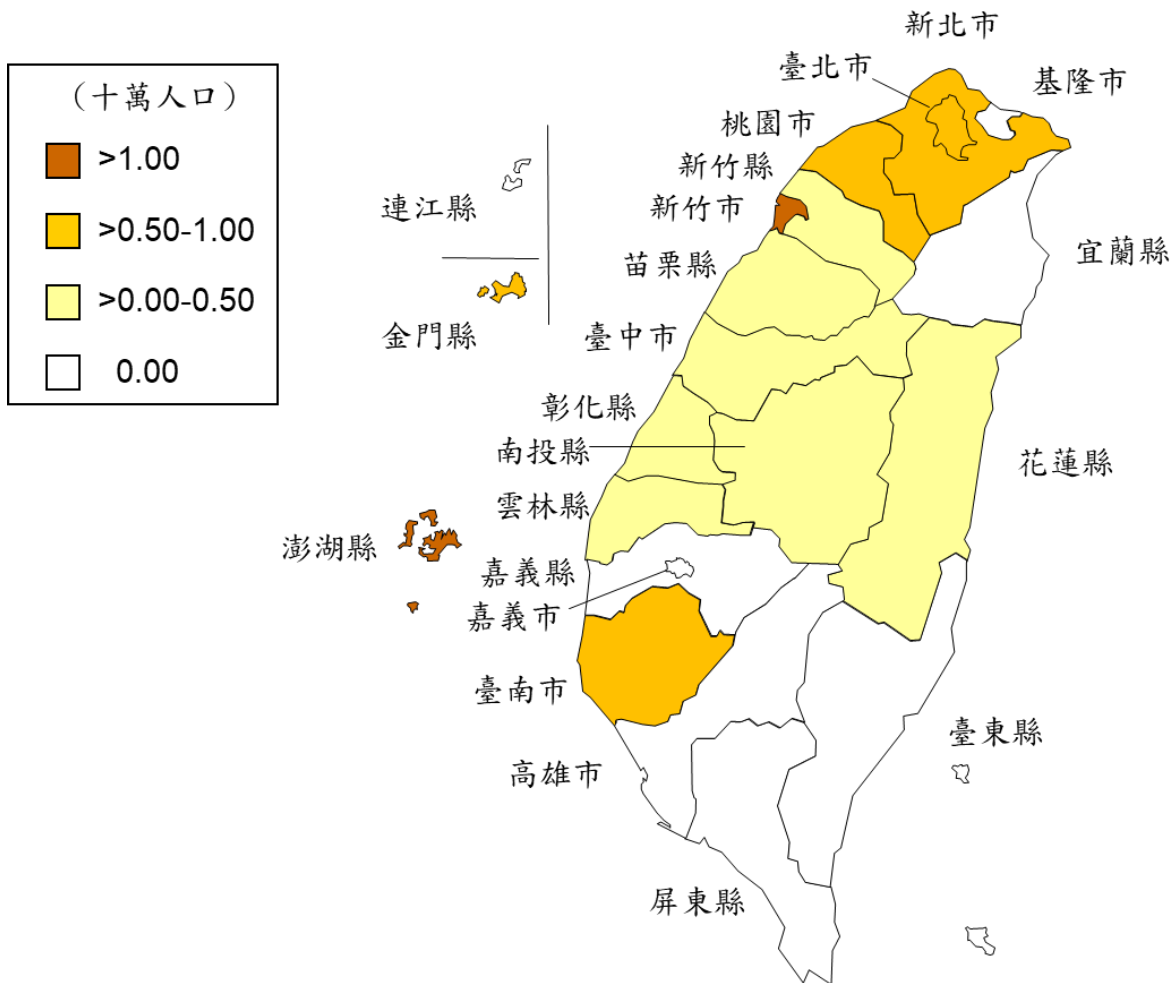 （十萬人口）
>1.00
>0.50-1.00
>0.00-0.50
0.00
新北市
臺北市
基隆市
桃園市
新竹縣
新竹市
連江縣
苗栗縣
宜蘭縣
金門縣
臺中市
彰化縣
南投縣
花蓮縣
雲林縣
澎湖縣
嘉義縣
嘉義市
臺南市
臺東縣
高雄市
屏東縣